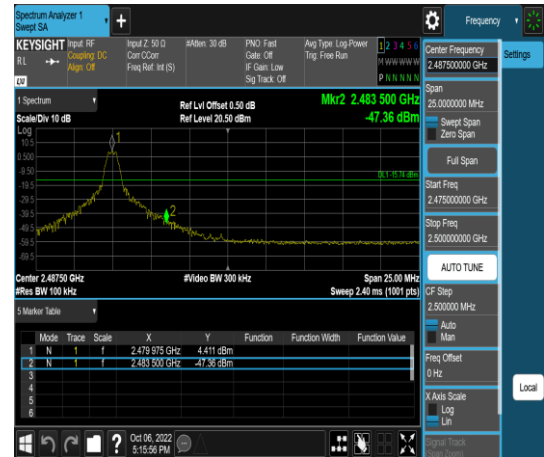 Spectrum Analyzer 1
Swept SA
+
Frequency
KEYSIGHT
Input: RF
Coupling: DC
Align: Off
Input Z: 50 Ω
Corr CCorr
Freq Ref: Int (S)
#Atten: 30 dB
PNO: Fast
Gate: Off
IF Gain: Low
Sig Track: Off
Avg Type: Log-Power
Trig: Free Run
1 2 3 4 5 6
M W W W W W
P N N N N N
R L
LXI
Center Frequency
2.487500000 GHz
Settings
Span
25.0000000 MHz
Swept Span
Zero Span
Full Span
Start Freq
2.475000000 GHz
Stop Freq
2.500000000 GHz
AUTO TUNE
CF Step
2.500000 MHz
Auto
Man
Freq Offset
0 Hz
X Axis Scale
Log
Lin
Signal Track
(Span Zoom)
Local
1 Spectrum
Scale/Div 10 dB
Ref Lvl Offset 0.50 dB
Ref Level 20.50 dBm
Mkr2 2.483 500 GHz
-47.36 dBm
Log
10.5
0.500
-9.50
-19.5
-29.5
-39.5
-49.5
-59.5
-69.5
1
2
DL1 -15.74 dBm
Center 2.48750 GHz
#Video BW 300 kHz
Span 25.00 MHz
#Res BW 100 kHz
Sweep 2.40 ms (1001 pts)
5 Marker Table
Mode Trace Scale X Y Function Function Width Function Value
1 N 1 f 2.479 975 GHz 4.411 dBm
2 N 1 f 2.483 500 GHz -47.36 dBm
3
4
5
6
?
Oct 06, 2022
5:15:56 PM